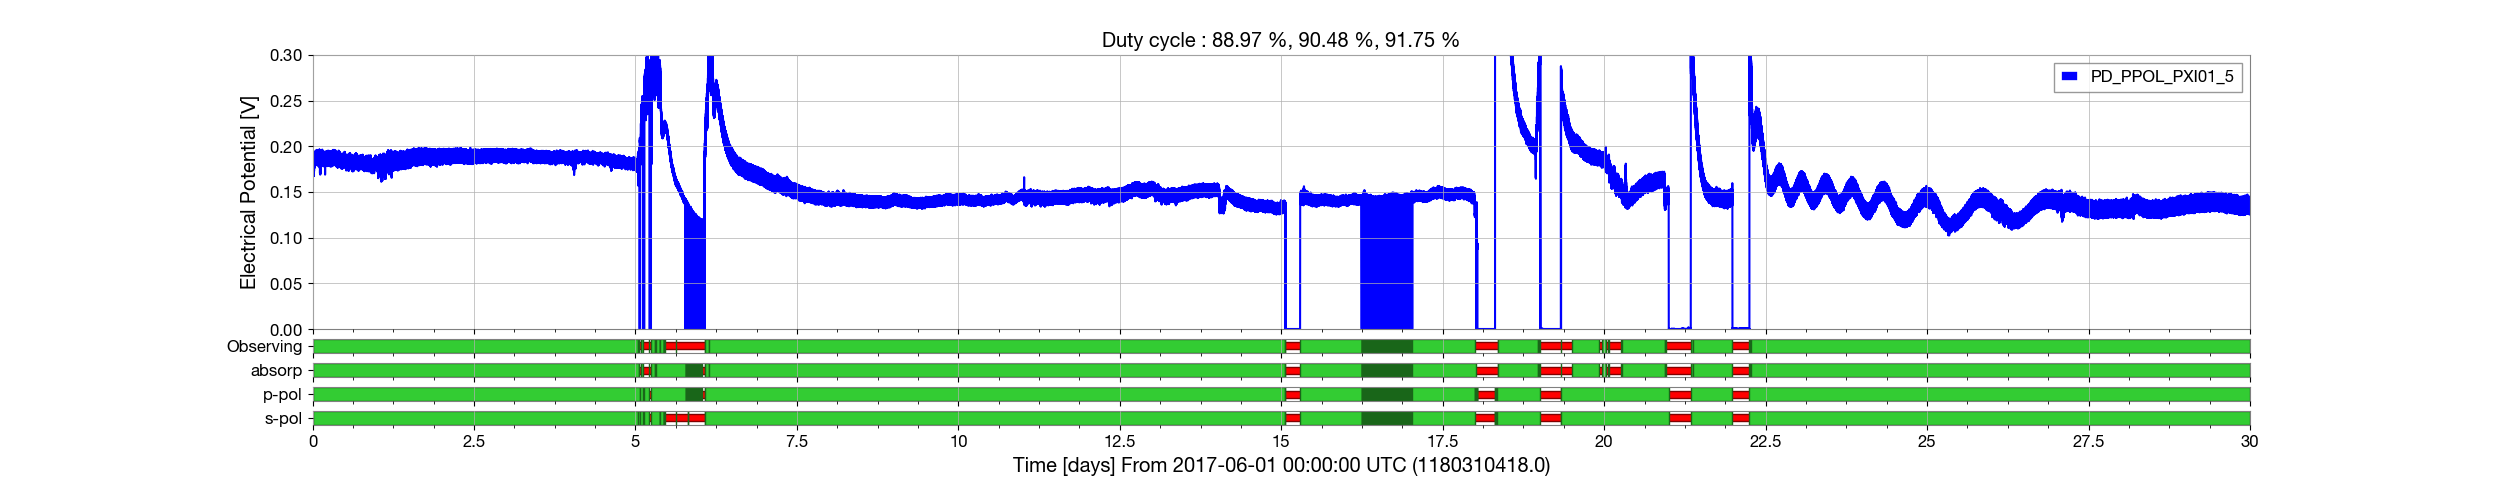 Duty cycle : 88.97 %, 90.48 %, 91.75 %
0.30
0.25
0.20
0.15
0.10
0.05
0.00
Electrical Potential [V]
PD_PPOL_PXI01_5
Observing
absorp
p-pol
s-pol
0 2.5 5 7.5 10 12.5 15 17.5 20 22.5 25 27.5 30
Time [days] From 2017-06-01 00:00:00 UTC (1180310418.0)